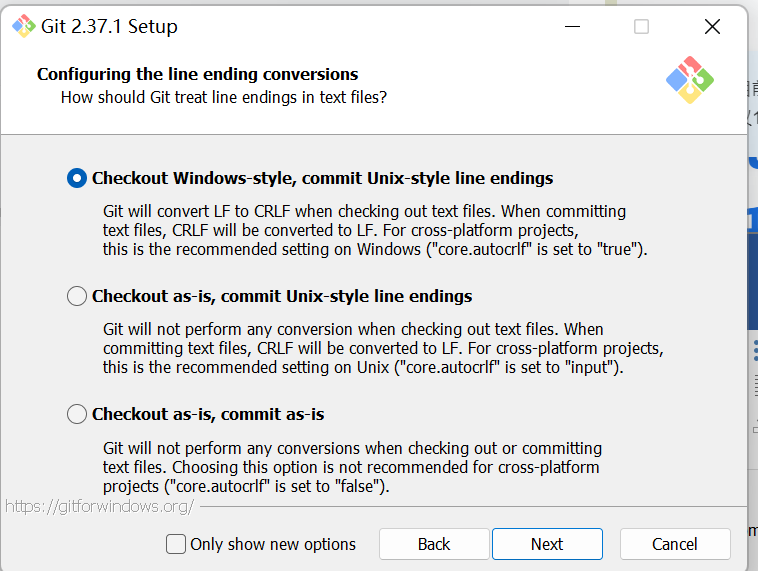 Git 2.37.1 Setup
Configuring the line ending conversions
How should Git treat line endings in text files?
Checkout Windows-style, commit Unix-style line endings
Git will convert LF to CRLF when checking out text files. When committing
text files, CRLF will be converted to LF. For cross-platform projects,
this is the recommended setting on Windows ("core.autocrlf" is set to "true").
Checkout as-is, commit Unix-style line endings
Git will not perform any conversion when checking out text files. When
committing text files, CRLF will be converted to LF. For cross-platform projects,
this is the recommended setting on Unix ("core.autocrlf" is set to "input").
Checkout as-is, commit as-is
Git will not perform any conversions when checking out or committing
text files. Choosing this option is not recommended for cross-platform
projects ("core.autocrlf" is set to "false").
https://gitforwindows.org/
Only show new options
Back
Next
Cancel